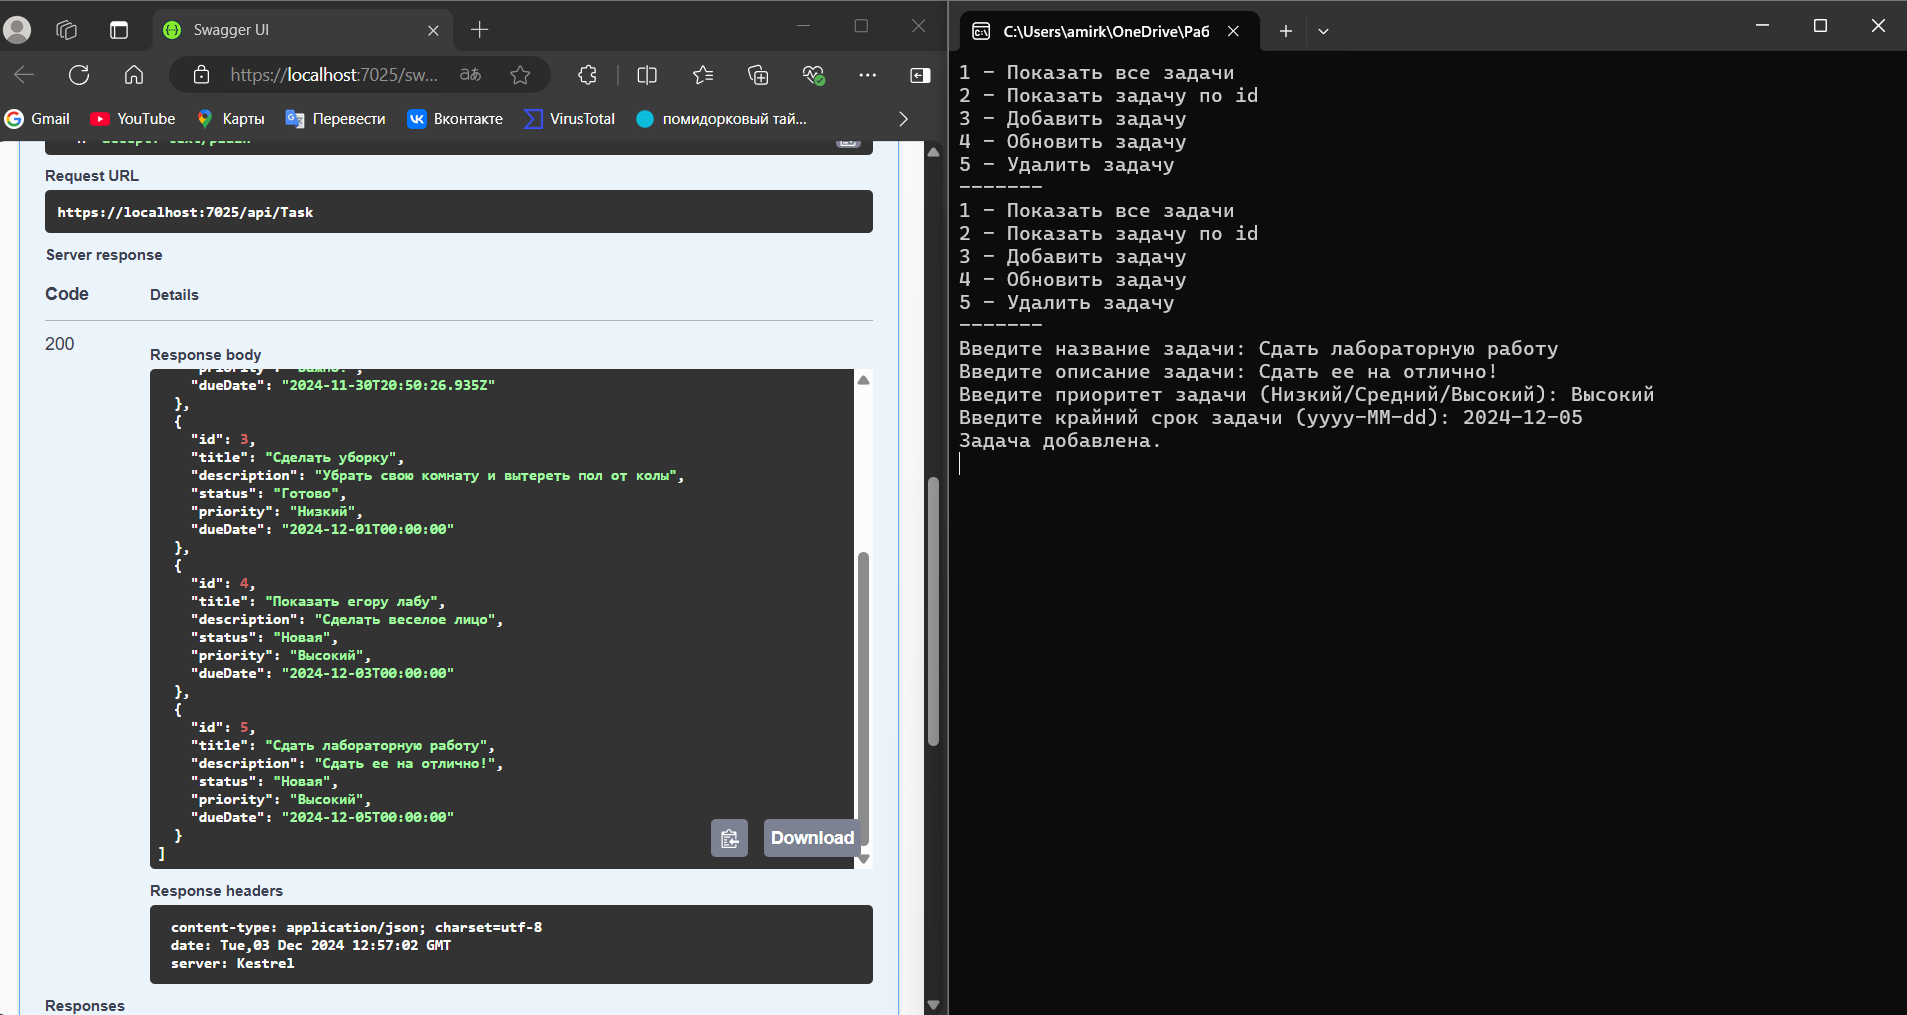 Swagger UI
https://localhost:7025/sw...
Gmail
YouTube
Карты
Перевести
Вконтакте
VirusTotal
помидорковый тай...
Request URL
https://localhost:7025/api/Task
Server response
Code
Details
200
Response body
"priority": "Важно!",
"dueDate": "2024-11-30T20:50:26.935Z"
},
{
"id": 3,
"title": "Сделать уборку",
"description": "Убрать свою комнату и вытереть пол от колы",
"status": "Готово",
"priority": "Низкий",
"dueDate": "2024-12-01T00:00:00"
},
{
"id": 4,
"title": "Показать егору лабу",
"description": "Сделать веселое лицо",
"status": "Новая",
"priority": "Высокий",
"dueDate": "2024-12-03T00:00:00"
},
{
"id": 5,
"title": "Сдать лабораторную работу",
"description": "Сдать ее на отлично!",
"status": "Новая",
"priority": "Высокий",
"dueDate": "2024-12-05T00:00:00"
}
]
Download
Response headers
content-type: application/json; charset=utf-8
date: Tue,03 Dec 2024 12:57:02 GMT
server: Kestrel
Responses
C:\Users\amirk\OneDrive\Раб
1 - Показать все задачи
2 - Показать задачу по id
3 - Добавить задачу
4 - Обновить задачу
5 - Удалить задачу
-------
1 - Показать все задачи
2 - Показать задачу по id
3 - Добавить задачу
4 - Обновить задачу
5 - Удалить задачу
-------
Введите название задачи: Сдать лабораторную работу
Введите описание задачи: Сдать ее на отлично!
Введите приоритет задачи (Низкий/Средний/Высокий): Высокий
Введите крайний срок задачи (yyyy-MM-dd): 2024-12-05
Задача добавлена.